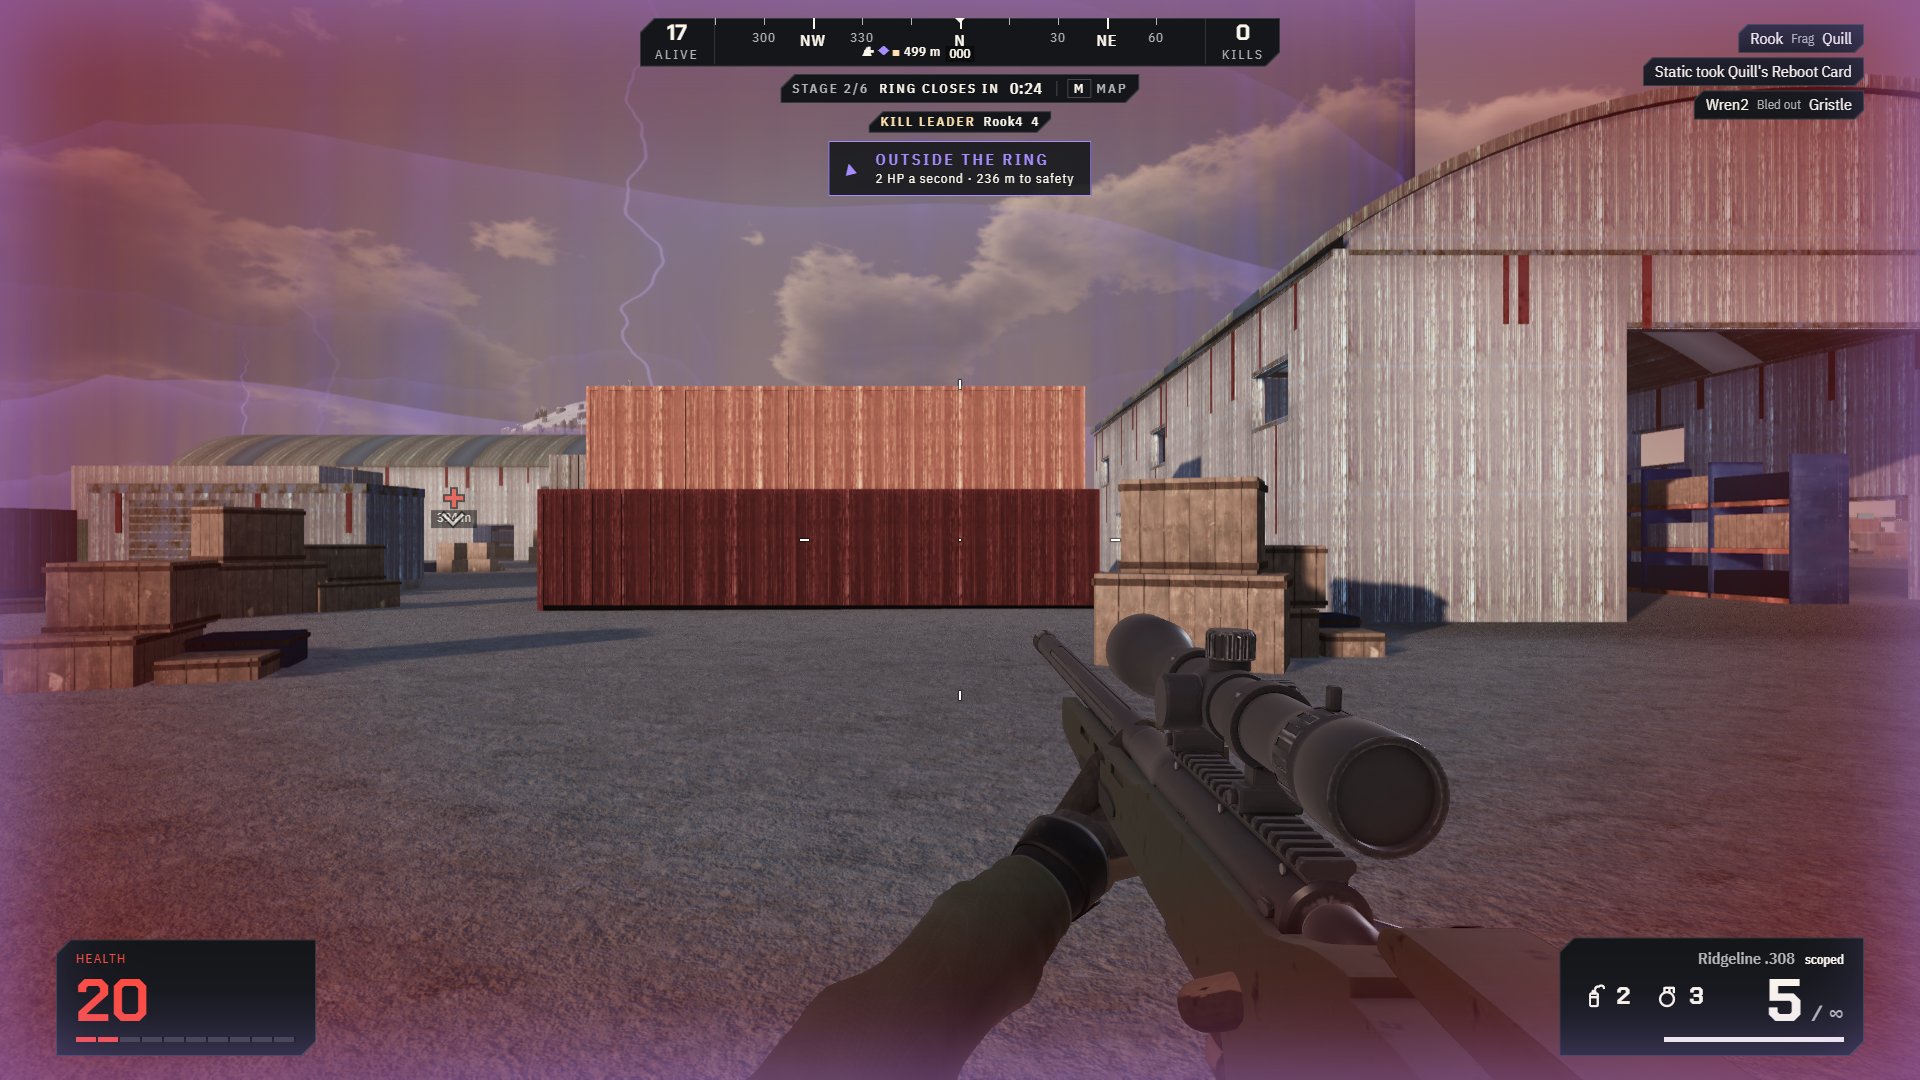 17
ALIVE
300 NW 330 N 30 NE 60
499 m 000
0
KILLS
STAGE 2/6 RING CLOSES IN 0:24 M MAP
KILL LEADER Rook4 4
OUTSIDE THE RING
2 HP a second · 236 m to safety
Rook Frag Quill
Static took Quill's Reboot Card
Wren2 Bled out Gristle
HEALTH
20
Ridgeline .308 scoped
2 3 5 / ∞